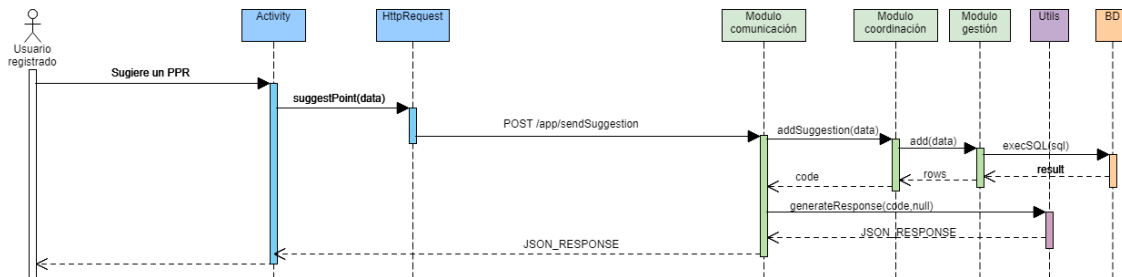 Activity
HttpRequest
Modulo
comunicación
Modulo
coordinación
Modulo
gestión
Utils
BD
Usuario
registrado
Sugiere un PPR
suggestPoint(data)
POST /app/sendSuggestion
addSuggestion(data)
add(data)
execSQL(sql)
result
rows
code
generateResponse(code,null)
JSON_RESPONSE
JSON_RESPONSE